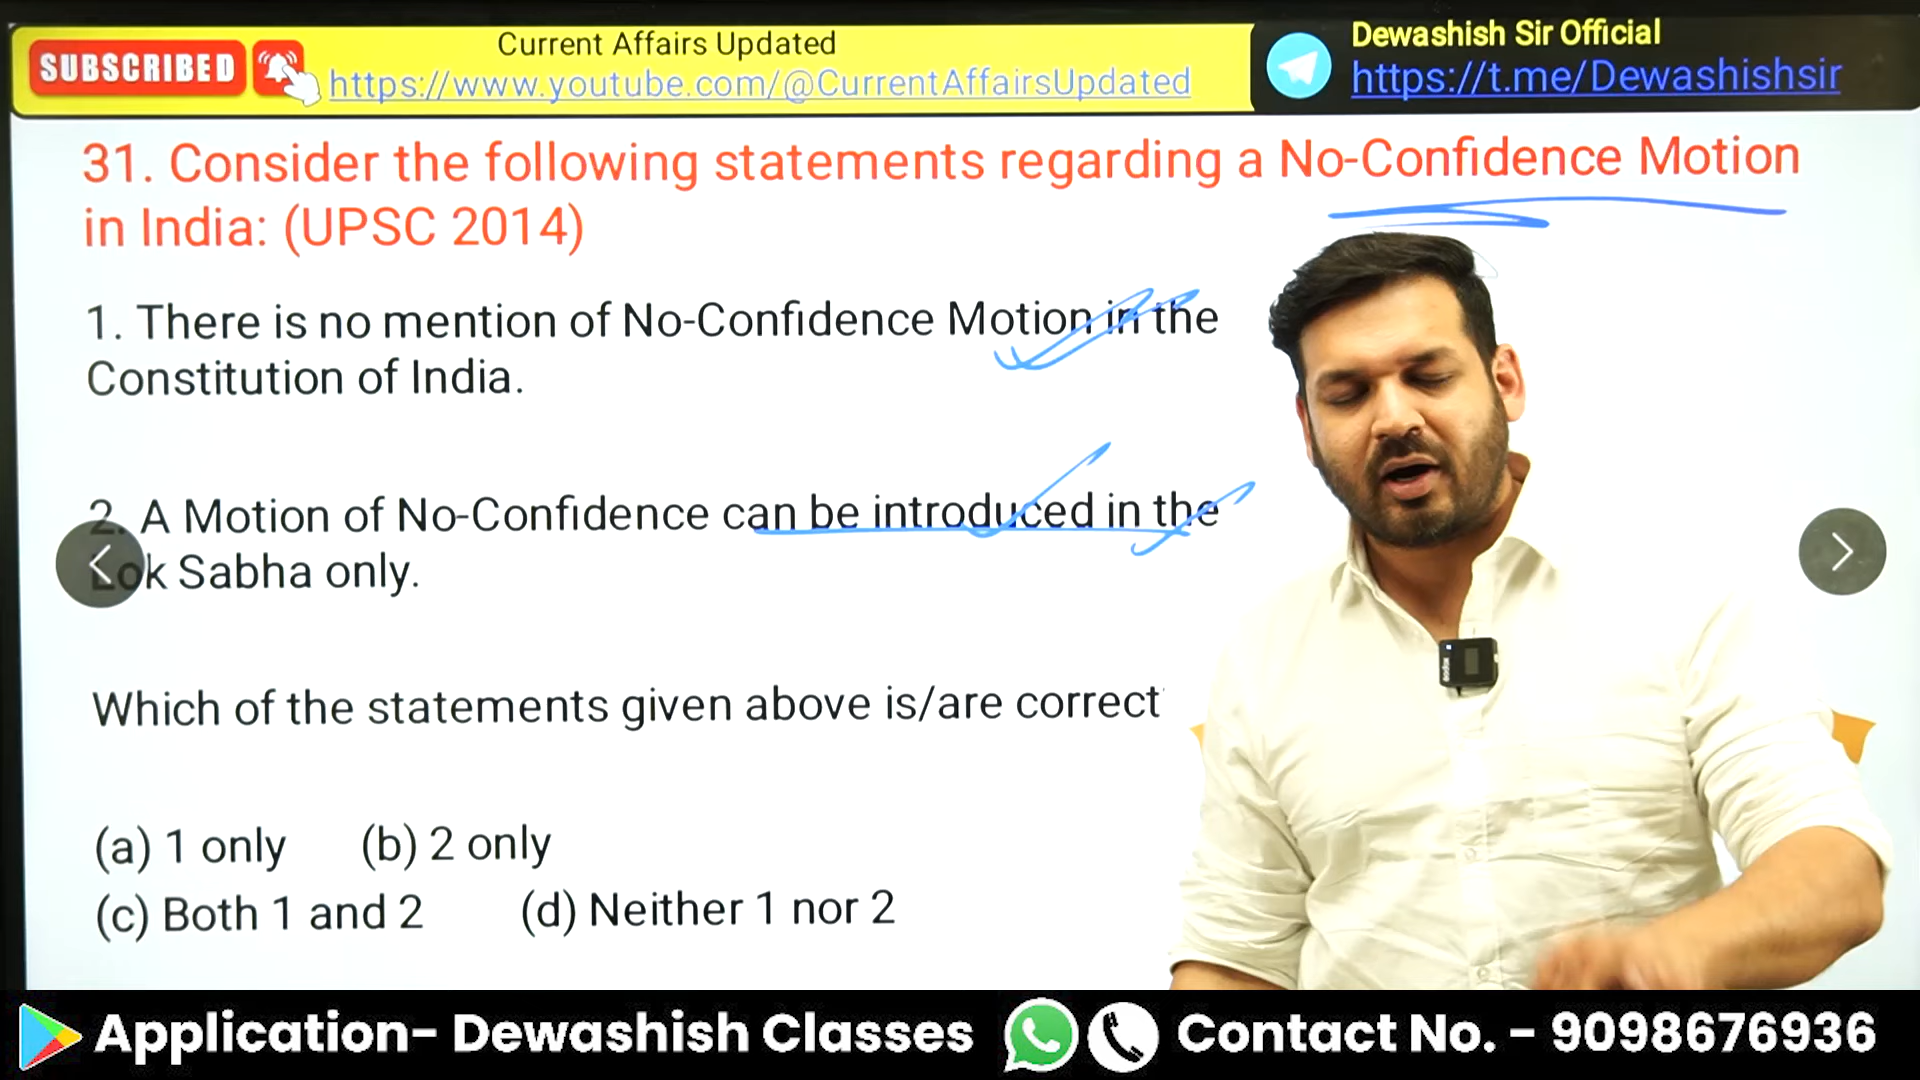 SUBSCRIBED
Current Affairs Updated
https://www.youtube.com/@CurrentAffairsUpdated
Dewashish Sir Official
https://t.me/Dewashishsir
31. Consider the following statements regarding a No-Confidence Motion
in India: (UPSC 2014)
1. There is no mention of No-Confidence Motion in the
Constitution of India.
2. A Motion of No-Confidence can be introduced in the
Lok Sabha only.
Which of the statements given above is/are correct
(a) 1 only (b) 2 only
(c) Both 1 and 2 (d) Neither 1 nor 2
Application- Dewashish Classes
Contact No. - 9098676936